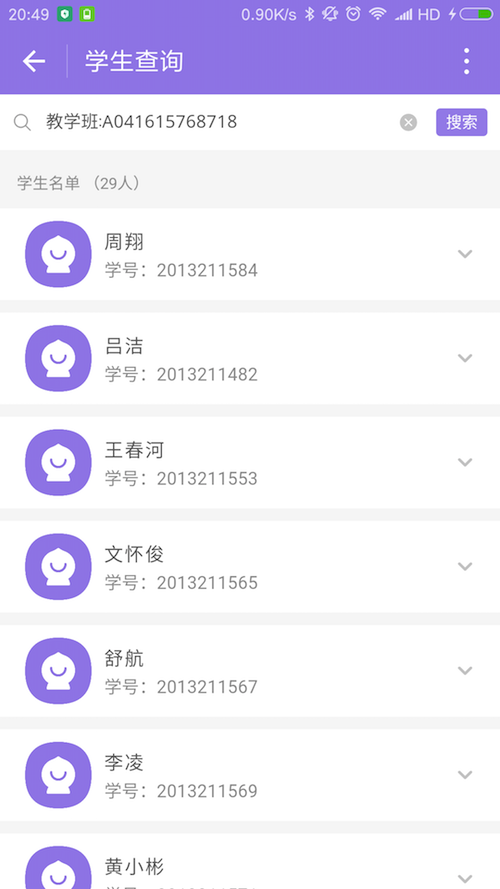 20:49 0.90K/s HD
学生查询
教学班:A041615768718 搜索
学生名单 （29人）
周翔
学号：2013211584
吕洁
学号：2013211482
王春河
学号：2013211553
文怀俊
学号：2013211565
舒航
学号：2013211567
李凌
学号：2013211569
黄小彬